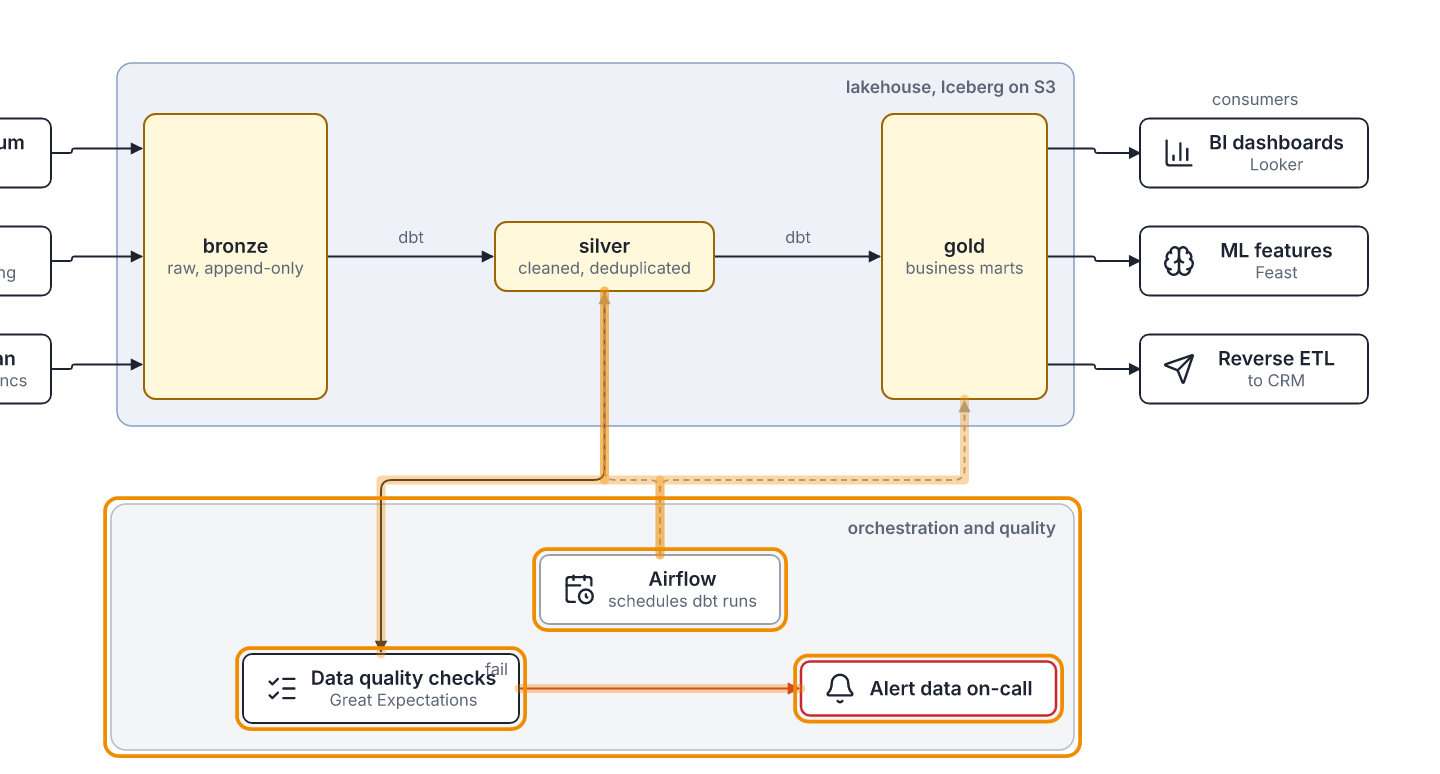 lakehouse, Iceberg on S3
consumers
um
BI dashboards
Looker
dbt
dbt
bronze
raw, append-only
silver
cleaned, deduplicated
gold
business marts
ML features
Feast
ng
an
ncs
Reverse ETL
to CRM
orchestration and quality
Airflow
schedules dbt runs
fail
Data quality checks
Great Expectations
Alert data on-call